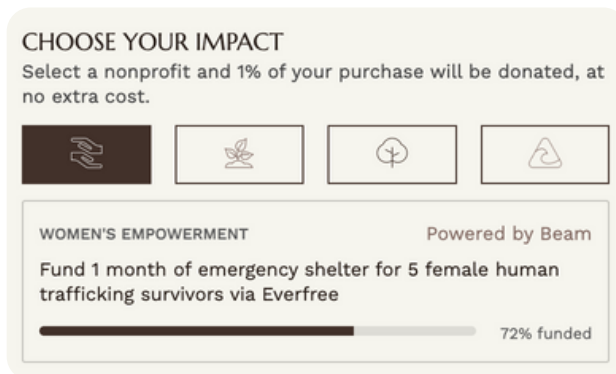 CHOOSE YOUR IMPACT
Select a nonprofit and 1% of your purchase will be donated, at
no extra cost.
WOMEN'S EMPOWERMENT
Powered by Beam
Fund 1 month of emergency shelter for 5 female human
trafficking survivors via Everfree
72% funded